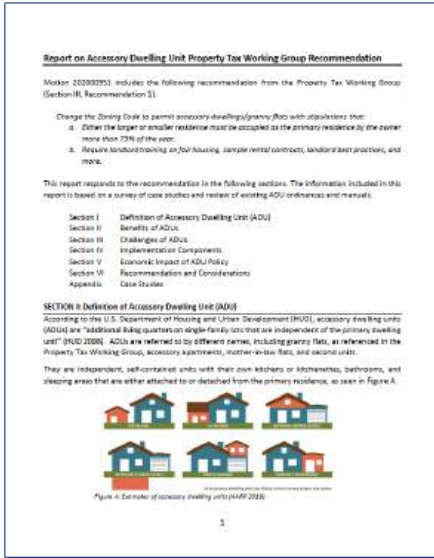 Report on Accessory Dwelling Unit Property Tax Working Group Recommendation
Motion 202000951 includes the following recommendation from the Property Tax Working Group
(Section III, Recommendation 5):
Change the Zoning Code to permit accessory dwellings/granny flats with stipulations that:
a. Either the larger or smaller residence must be occupied as the primary residence by the owner
more than 75% of the year.
b. Require landlord training on fair housing, sample rental contracts, landlord best practices, and
more.
This report responds to the recommendation in the following sections. The information included in this
report is based on a survey of case studies and review of existing ADU ordinances and manuals.
Section I Definition of Accessory Dwelling Unit (ADU)
Section II Benefits of ADUs
Section III Challenges of ADUs
Section IV Implementation Components
Section V Economic Impact of ADU Policy
Section VI Recommendation and Considerations
Appendix Case Studies
SECTION I: Definition of Accessory Dwelling Unit (ADU)
According to the U.S. Department of Housing and Urban Development (HUD), accessory dwelling units
(ADUs) are "additional living quarters on single-family lots that are independent of the primary dwelling
unit" (HUD 2008). ADUs are referred to by different names, including granny flats, as referenced in the
Property Tax Working Group, accessory apartments, mother-in-law flats, and second units.
They are independent, self-contained units with their own kitchens or kitchenettes, bathrooms, and
sleeping areas that are either attached to or detached from the primary residence, as seen in Figure A.
Figure A: Examples of accessory dwelling units (AARP 2019)
1